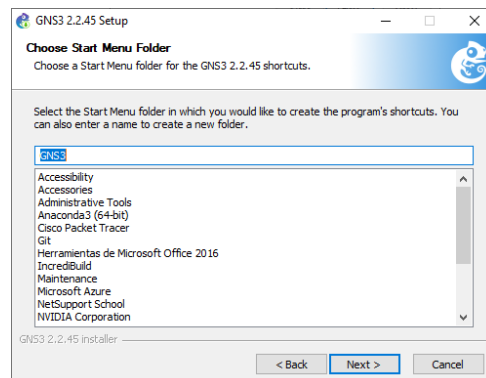 GNS3 2.2.45 Setup
Choose Start Menu Folder
Choose a Start Menu folder for the GNS3 2.2.45 shortcuts.
Select the Start Menu folder in which you would like to create the program's shortcuts. You
can also enter a name to create a new folder.
GNS3
Accessibility
Accessories
Administrative Tools
Anaconda3 (64-bit)
Cisco Packet Tracer
Git
Herramientas de Microsoft Office 2016
IncrediBuild
Maintenance
Microsoft Azure
NetSupport School
NVIDIA Corporation
GNS3 2.2.45 installer
< Back Next > Cancel